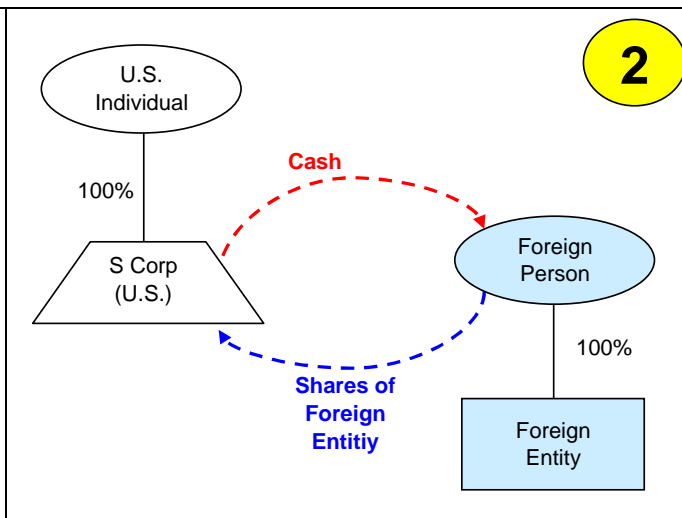 2
U.S.
Individual
Cash
100%
S Corp
(U.S.)
Foreign
Person
100%
Shares of
Foreign
Entitiy
Foreign
Entity